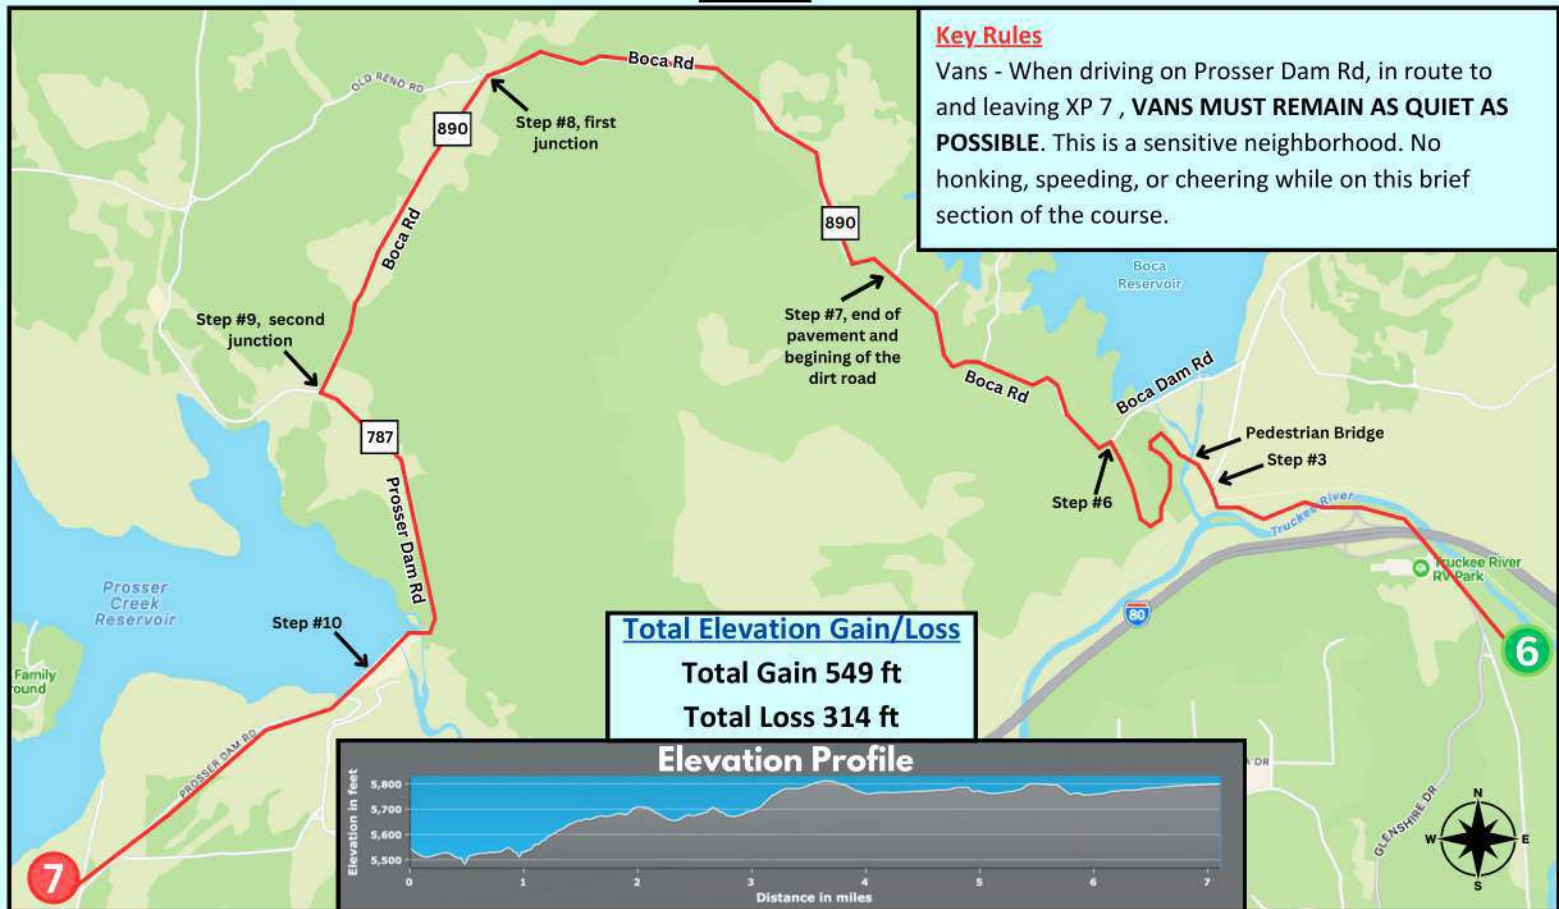 Key Rules
Vans - When driving on Prosser Dam Rd, in route to
and leaving XP 7 , VANS MUST REMAIN AS QUIET AS
POSSIBLE. This is a sensitive neighborhood. No
honking, speeding, or cheering while on this brief
section of the course.
Boca Rd
OLD RENO RD
890
Step #8, first
junction
Boca Rd
890
Boca
Reservoir
Step #9, second
junction
Step #7, end of
pavement and
begining of the
dirt road
Boca Rd
Boca Dam Rd
787
Pedestrian Bridge
Step #3
Step #6
Prosser Dam Rd
Truckee River
Truckee River
RV Park
Prosser
Creek
Reservoir
80
Step #10
6
Family
ound
Total Elevation Gain/Loss
Total Gain 549 ft
Total Loss 314 ft
PROSSER DAM RD
7
Elevation Profile
Elevation in feet
5,800
5,700
5,600
5,500
0 1 2 3 4 5 6 7
Distance in miles
DR
GLENSHIRE DR
N
W E
S